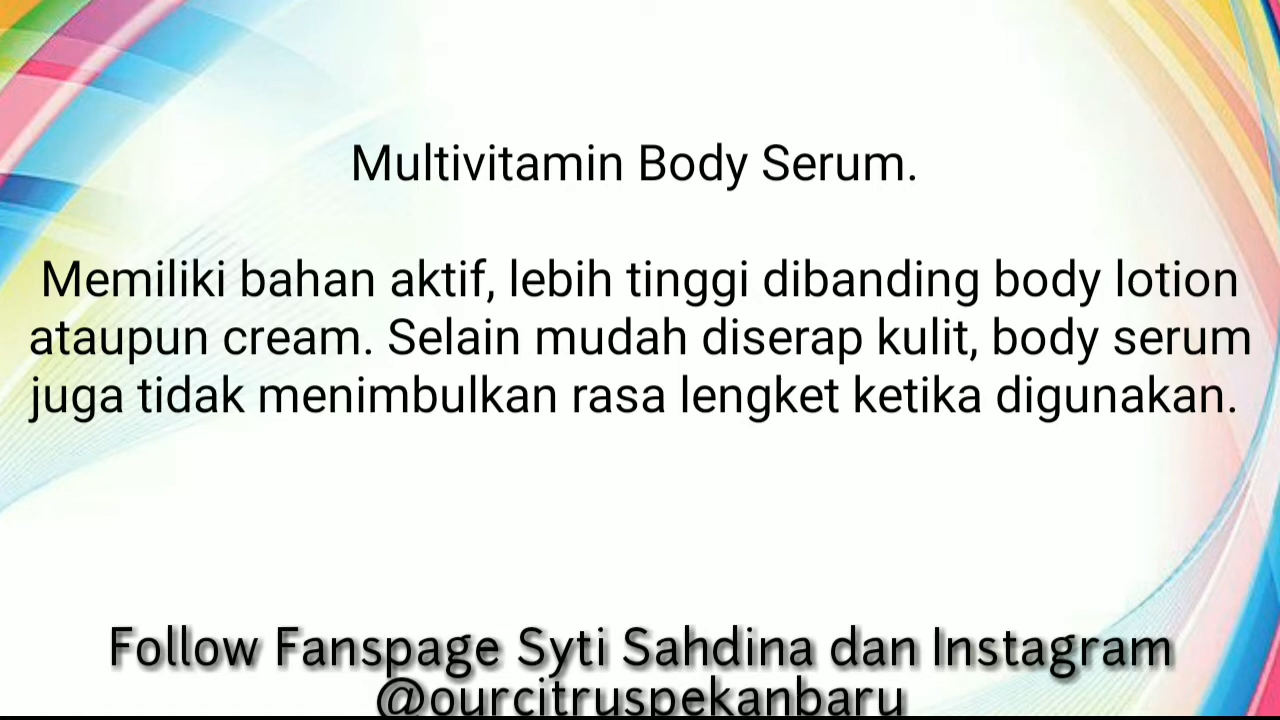 Multivitamin Body Serum.
Memiliki bahan aktif, lebih tinggi dibanding body lotion
ataupun cream. Selain mudah diserap kulit, body serum
juga tidak menimbulkan rasa lengket ketika digunakan.
Follow Fanspage Syti Sahdina dan Instagram
@ourcitruspekanbaru